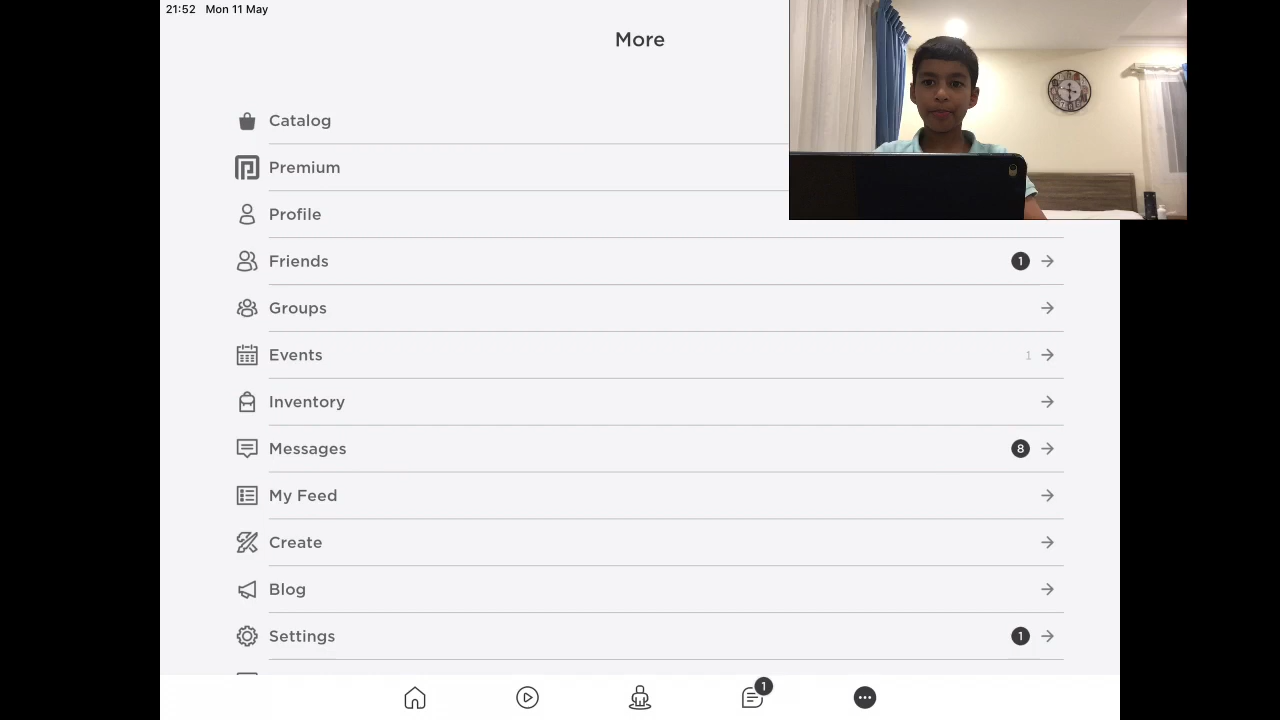 21:52 Mon 11 May
More
Catalog
Premium
Profile
Friends 1
Groups
Events 1
Inventory
Messages 8
My Feed
Create
Blog
Settings 1
1